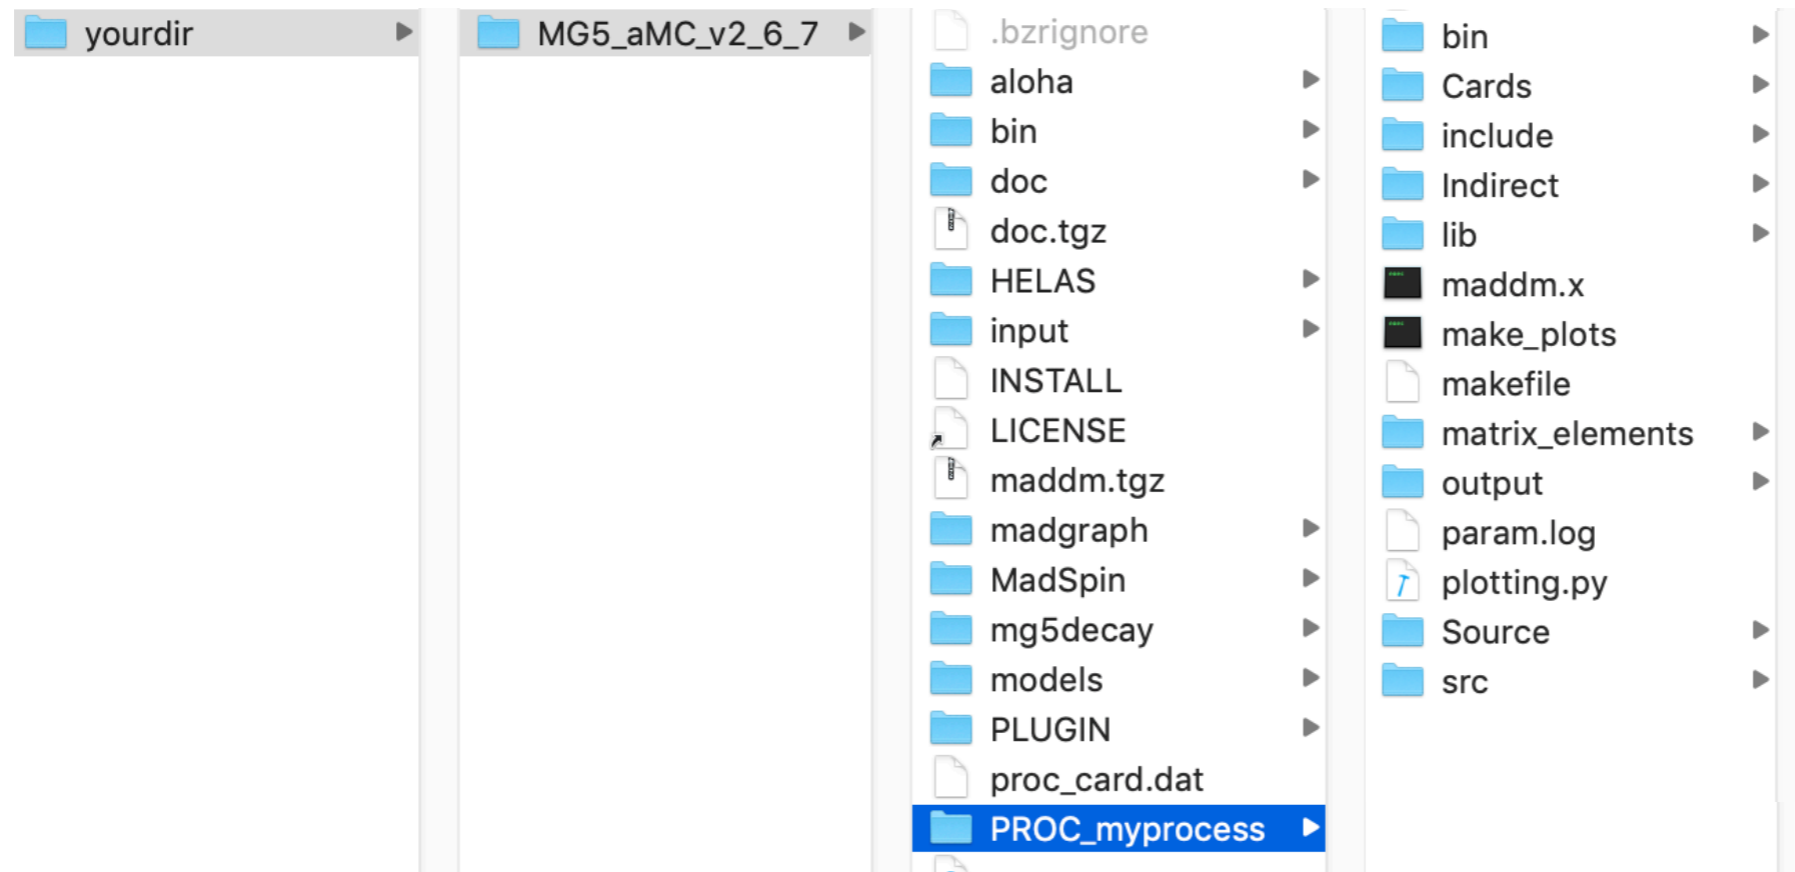 yourdir
MG5_aMC_v2_6_7
.bzrignore
aloha
bin
doc
doc.tgz
HELAS
input
INSTALL
LICENSE
maddm.tgz
madgraph
MadSpin
mg5decay
models
PLUGIN
proc_card.dat
PROC_myprocess
bin
Cards
include
Indirect
lib
maddm.x
make_plots
makefile
matrix_elements
output
param.log
plotting.py
Source
src